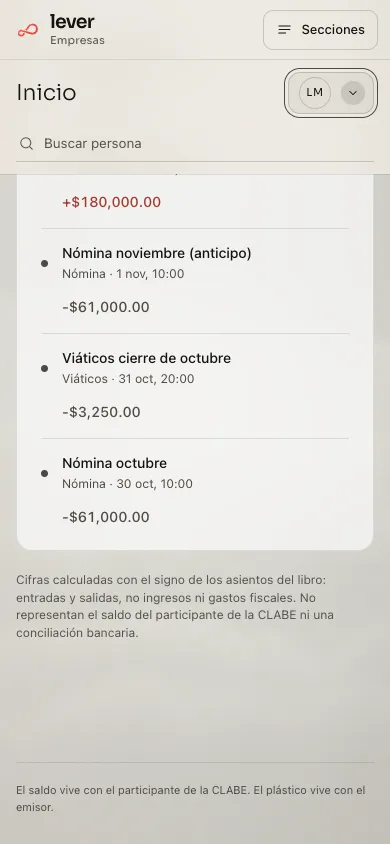 lever
Empresas
Secciones
Inicio
LM
Buscar persona
+$180,000.00
Nómina noviembre (anticipo)
Nómina · 1 nov, 10:00
-$61,000.00
Viáticos cierre de octubre
Viáticos · 31 oct, 20:00
-$3,250.00
Nómina octubre
Nómina · 30 oct, 10:00
-$61,000.00
Cifras calculadas con el signo de los asientos del libro:
entradas y salidas, no ingresos ni gastos fiscales. No
representan el saldo del participante de la CLABE ni una
conciliación bancaria.
El saldo vive con el participante de la CLABE. El plástico vive con el
emisor.